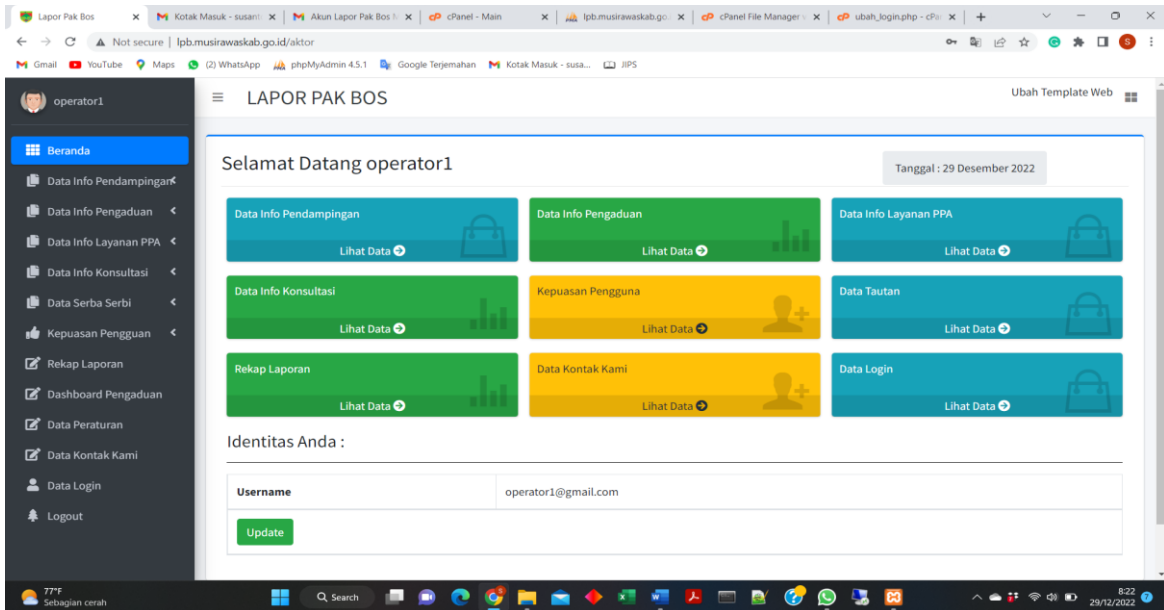 Lapor Pak Bos
Kotak Masuk - susanti
Akun Lapor Pak Bos
cPanel - Main
lpb.musirawaskab.go.
cPanel File Manager
ubah_login.php - cPa
Not secure | lpb.musirawaskab.go.id/aktor
Gmail YouTube Maps (2) WhatsApp phpMyAdmin 4.5.1 Google Terjemahan Kotak Masuk - susa... JIPS
operator1
LAPOR PAK BOS
Ubah Template Web
Beranda
Data Info Pendampingan
Data Info Pengaduan
Data Info Layanan PPA
Data Info Konsultasi
Data Serba Serbi
Kepuasan Pengguan
Rekap Laporan
Dashboard Pengaduan
Data Peraturan
Data Kontak Kami
Data Login
Logout
Selamat Datang operator1
Tanggal : 29 Desember 2022
Data Info Pendampingan
Lihat Data
Data Info Pengaduan
Lihat Data
Data Info Layanan PPA
Lihat Data
Data Info Konsultasi
Lihat Data
Kepuasan Pengguna
Lihat Data
Data Tautan
Lihat Data
Rekap Laporan
Lihat Data
Data Kontak Kami
Lihat Data
Data Login
Lihat Data
Identitas Anda :
Username operator1@gmail.com
Update
77°F
Sebagian cerah
Search
8:22
29/12/2022